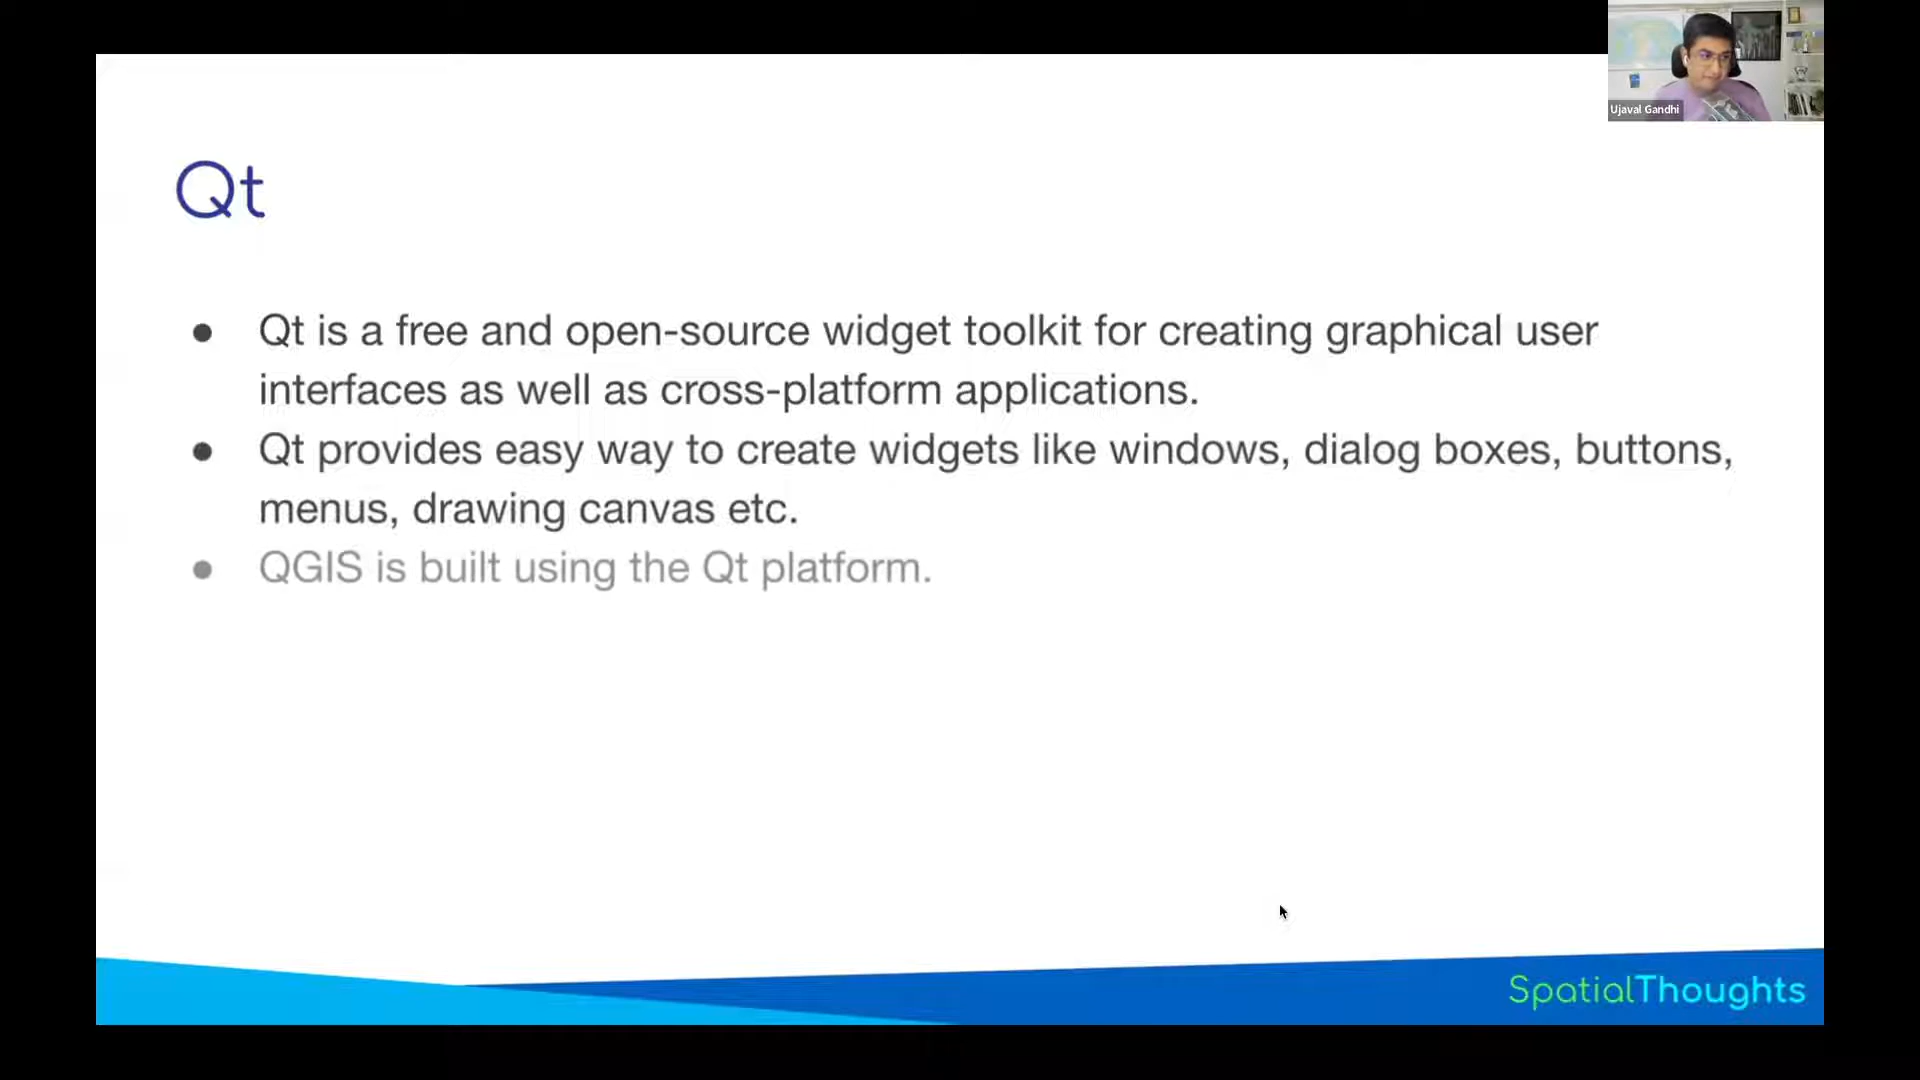 Ujaval Gandhi
Qt
● Qt is a free and open-source widget toolkit for creating graphical user
interfaces as well as cross-platform applications.
● Qt provides easy way to create widgets like windows, dialog boxes, buttons,
menus, drawing canvas etc.
● QGIS is built using the Qt platform.
SpatialThoughts